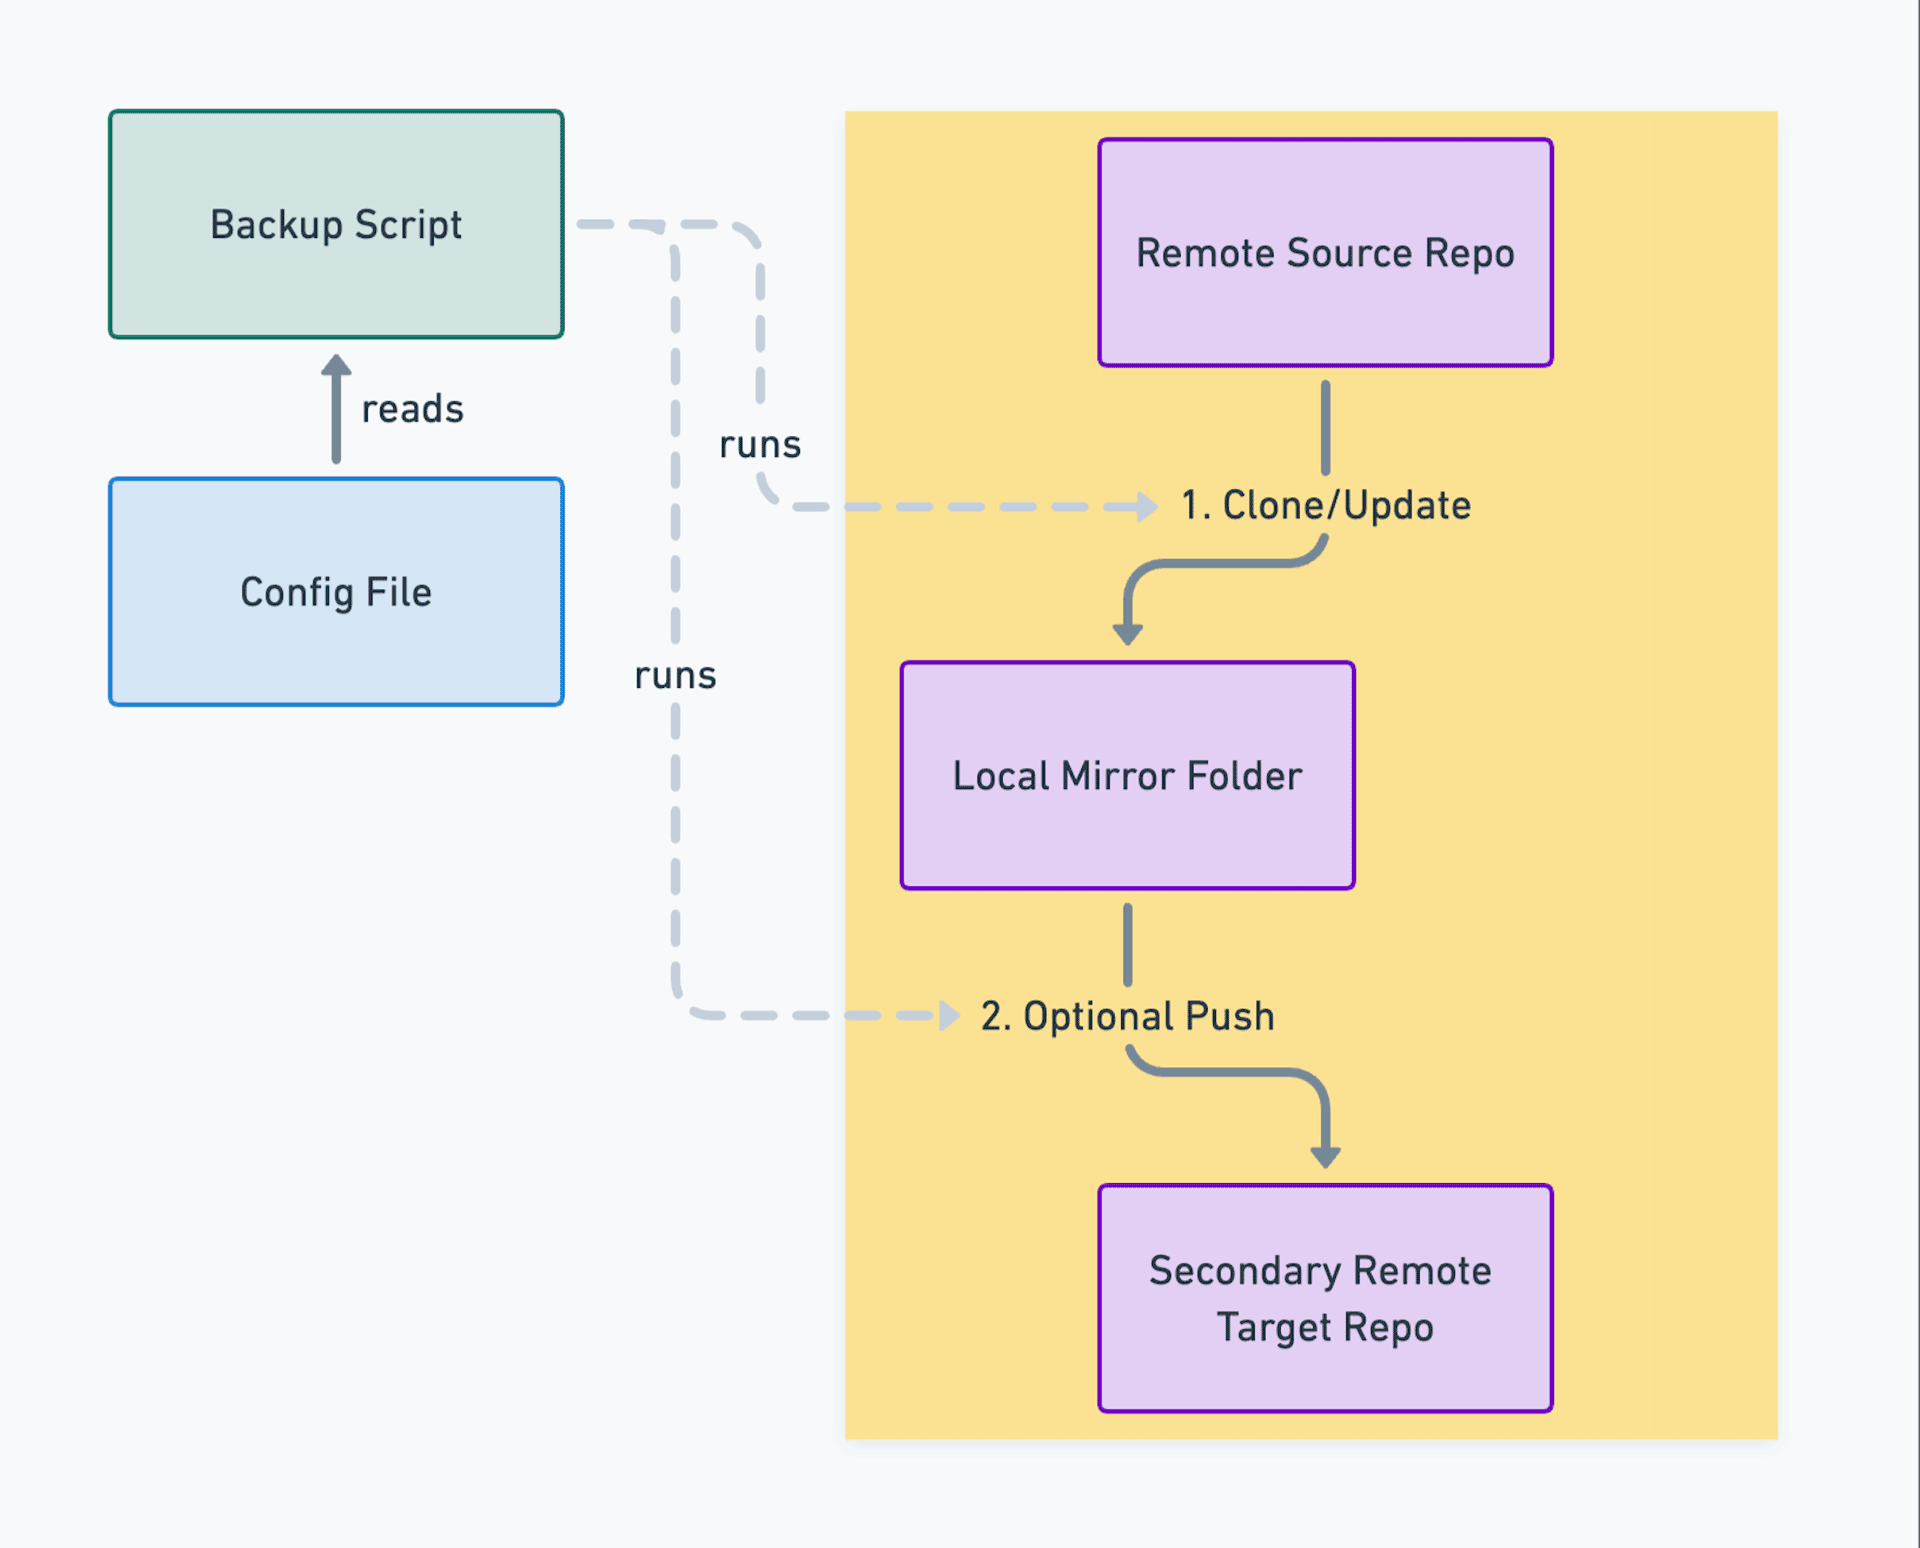 Backup Script
reads
Config File
runs
runs
Remote Source Repo
1. Clone/Update
Local Mirror Folder
2. Optional Push
Secondary Remote
Target Repo